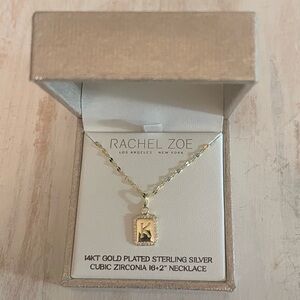 RACHEL ZOE
LOS ANGELES NEW YORK
K
14KT GOLD PLATED STERLING SILVER
CUBIC ZIRCONIA 16+2" NECKLACE